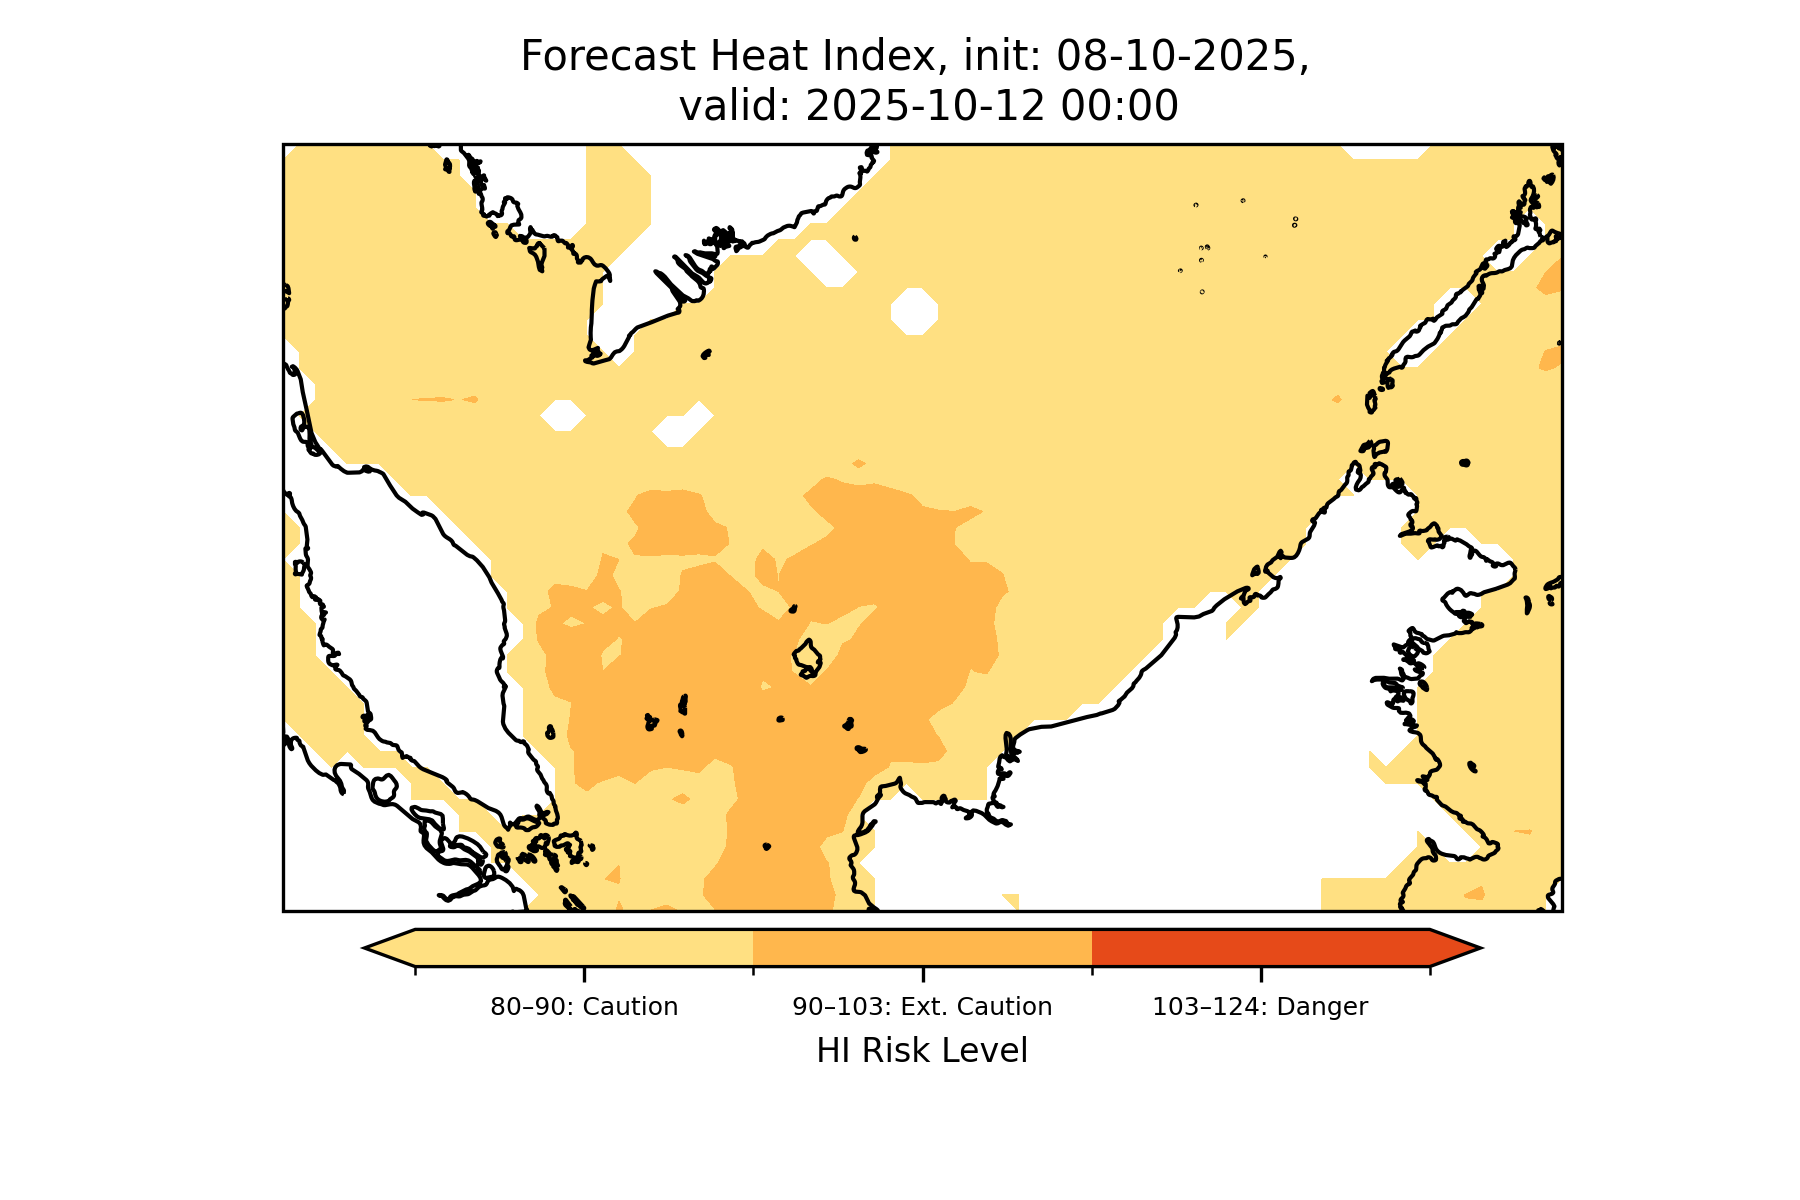 Forecast Heat Index, init: 08-10-2025,
valid: 2025-10-12 00:00
80–90: Caution
90–103: Ext. Caution
103–124: Danger
HI Risk Level